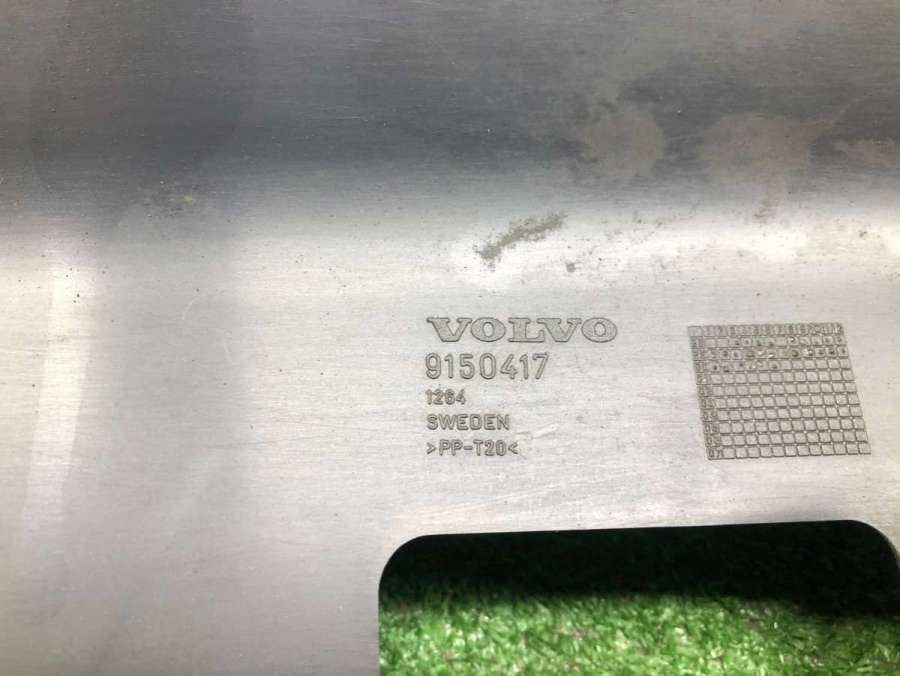 VOLVO
9150417
1264
SWEDEN
>PP-T20<